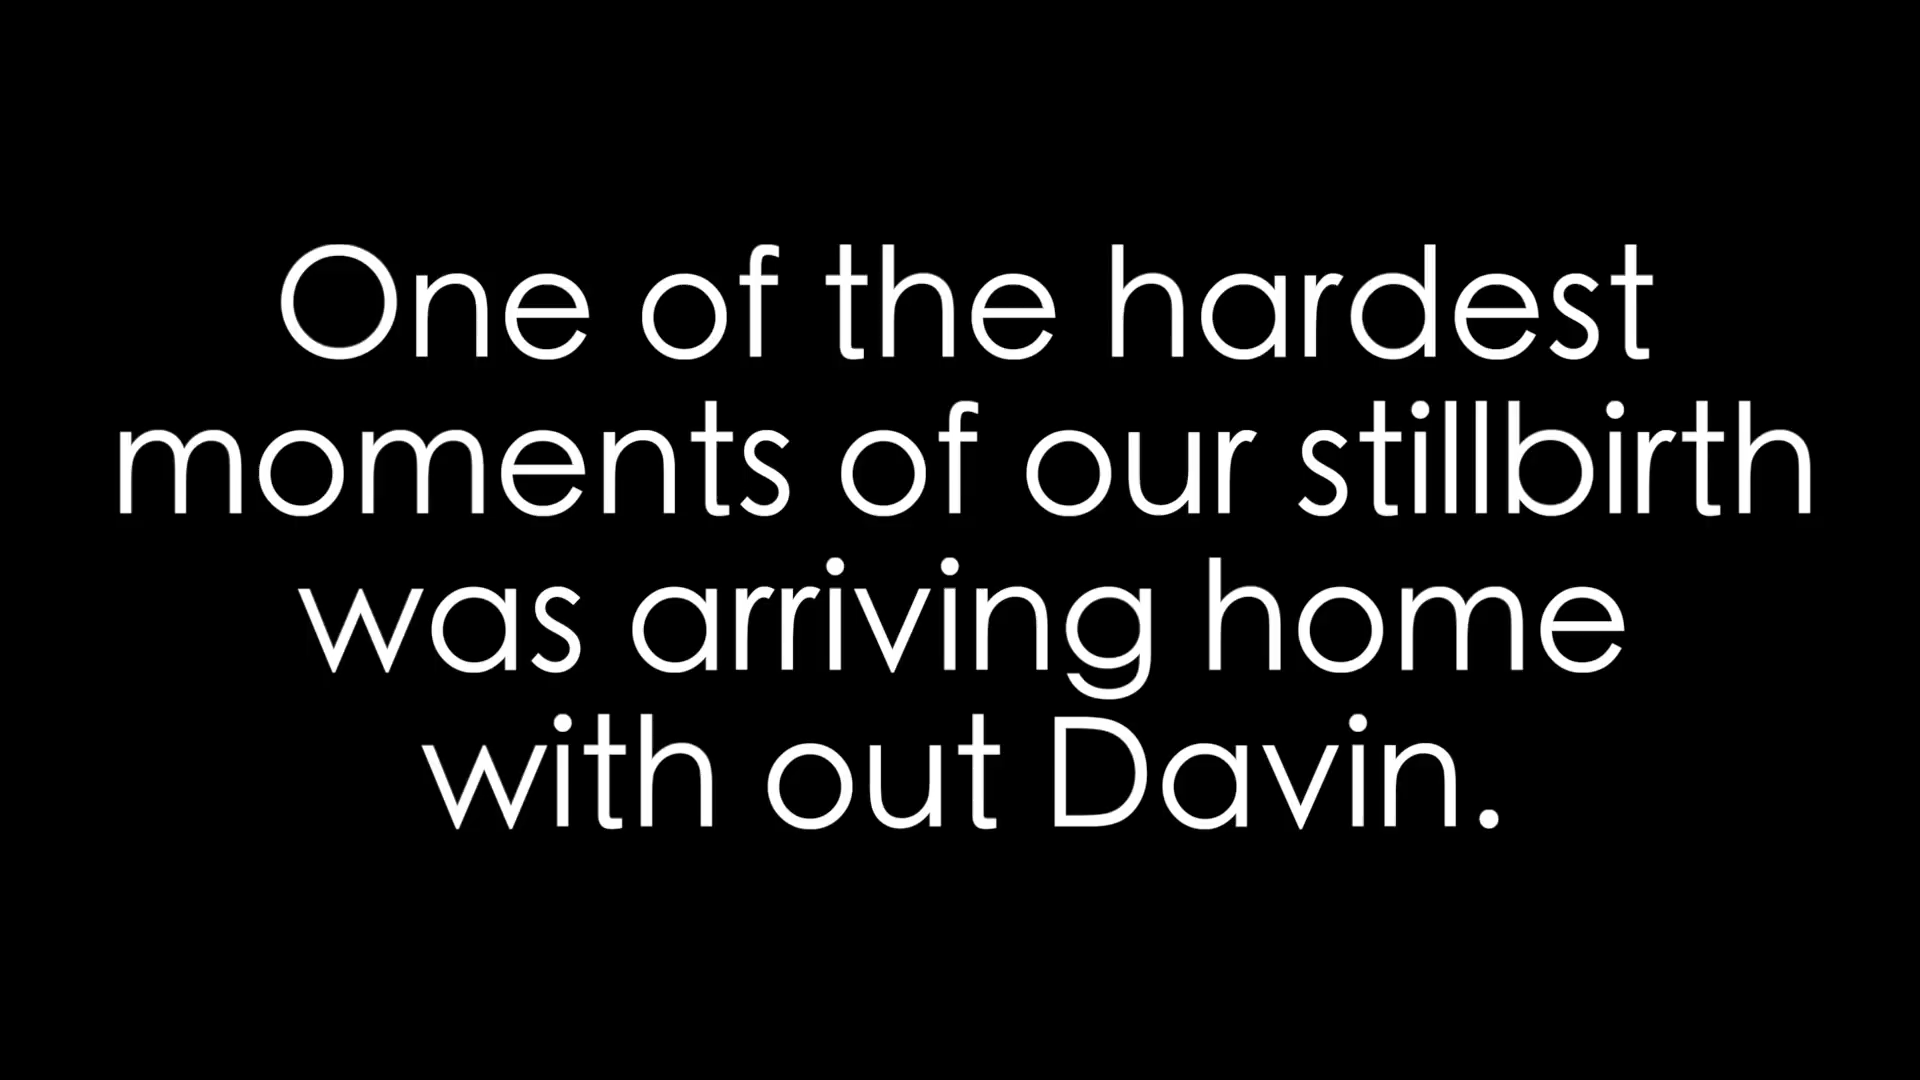 One of the hardest
moments of our stillbirth
was arriving home
with out Davin.